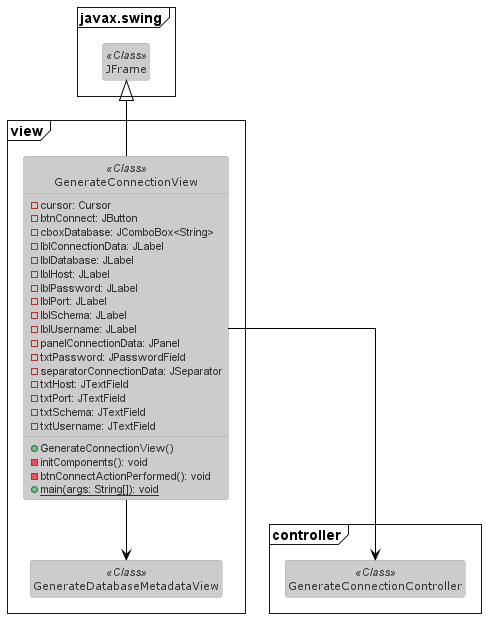 javax.swing
«Class»
JFrame
view
«Class»
GenerateConnectionView
cursor: Cursor
btnConnect: JButton
cboxDatabase: JComboBox<String>
lblConnectionData: JLabel
lblDatabase: JLabel
lblHost: JLabel
lblPassword: JLabel
lblPort: JLabel
lblSchema: JLabel
lblUsername: JLabel
panelConnectionData: JPanel
txtPassword: JPasswordField
separatorConnectionData: JSeparator
txtHost: JTextField
txtPort: JTextField
txtSchema: JTextField
txtUsername: JTextField
GenerateConnectionView()
initComponents(): void
btnConnectActionPerformed(): void
main(args: String[]): void
controller
«Class»
GenerateDatabaseMetadataView
«Class»
GenerateConnectionController